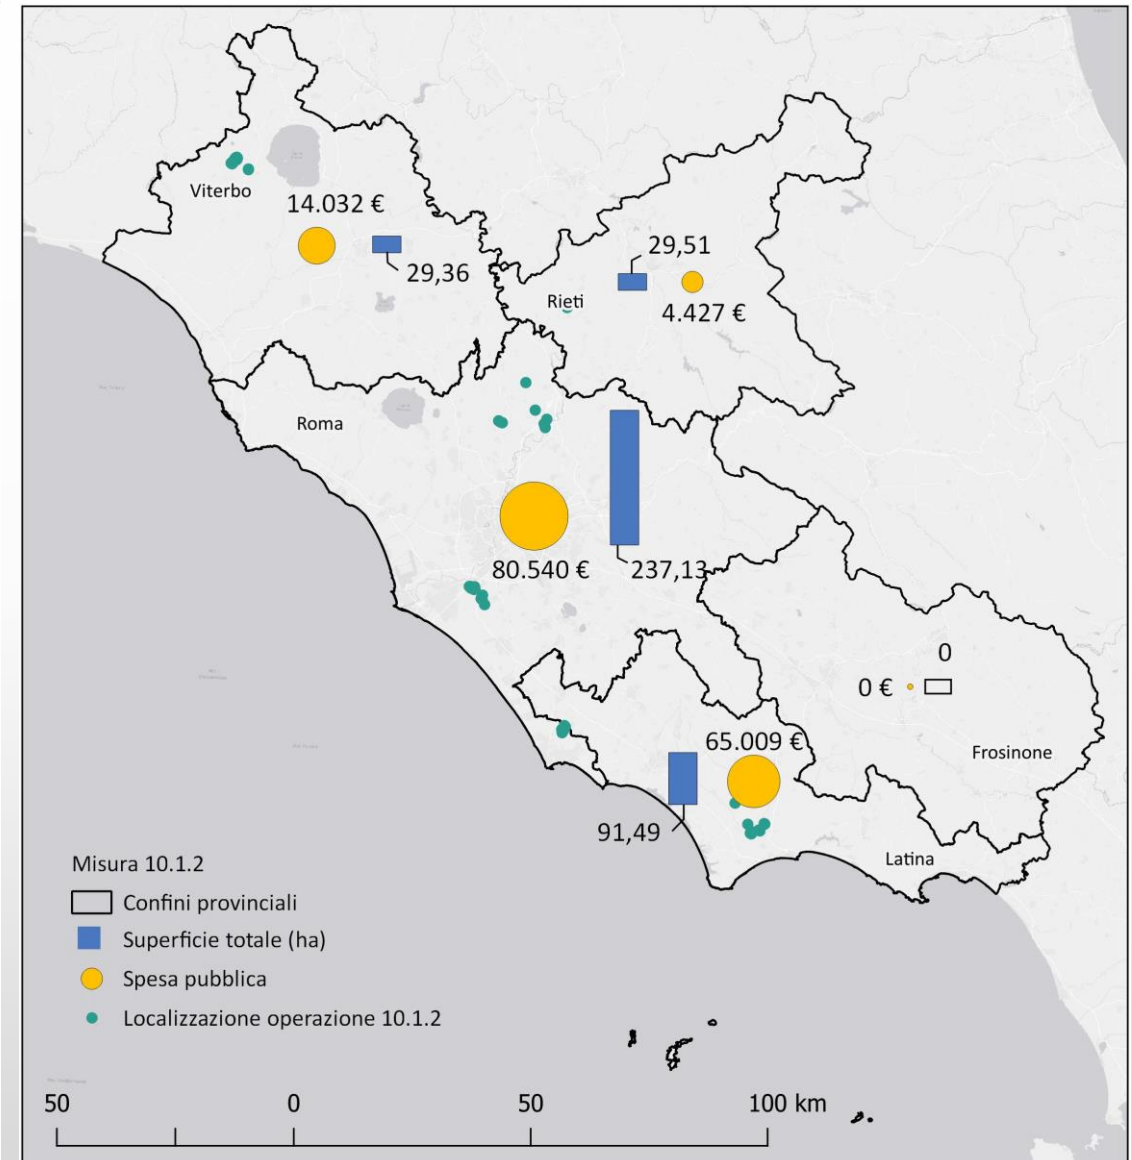 Viterbo
14.032 €
29,36
29,51
Rieti
4.427 €
Roma
80.540 €
237,13
0
0 €
Frosinone
65.009 €
91,49
Latina
Misura 10.1.2
Confini provinciali
Superficie totale (ha)
Spesa pubblica
Localizzazione operazione 10.1.2
50 0 50 100 km